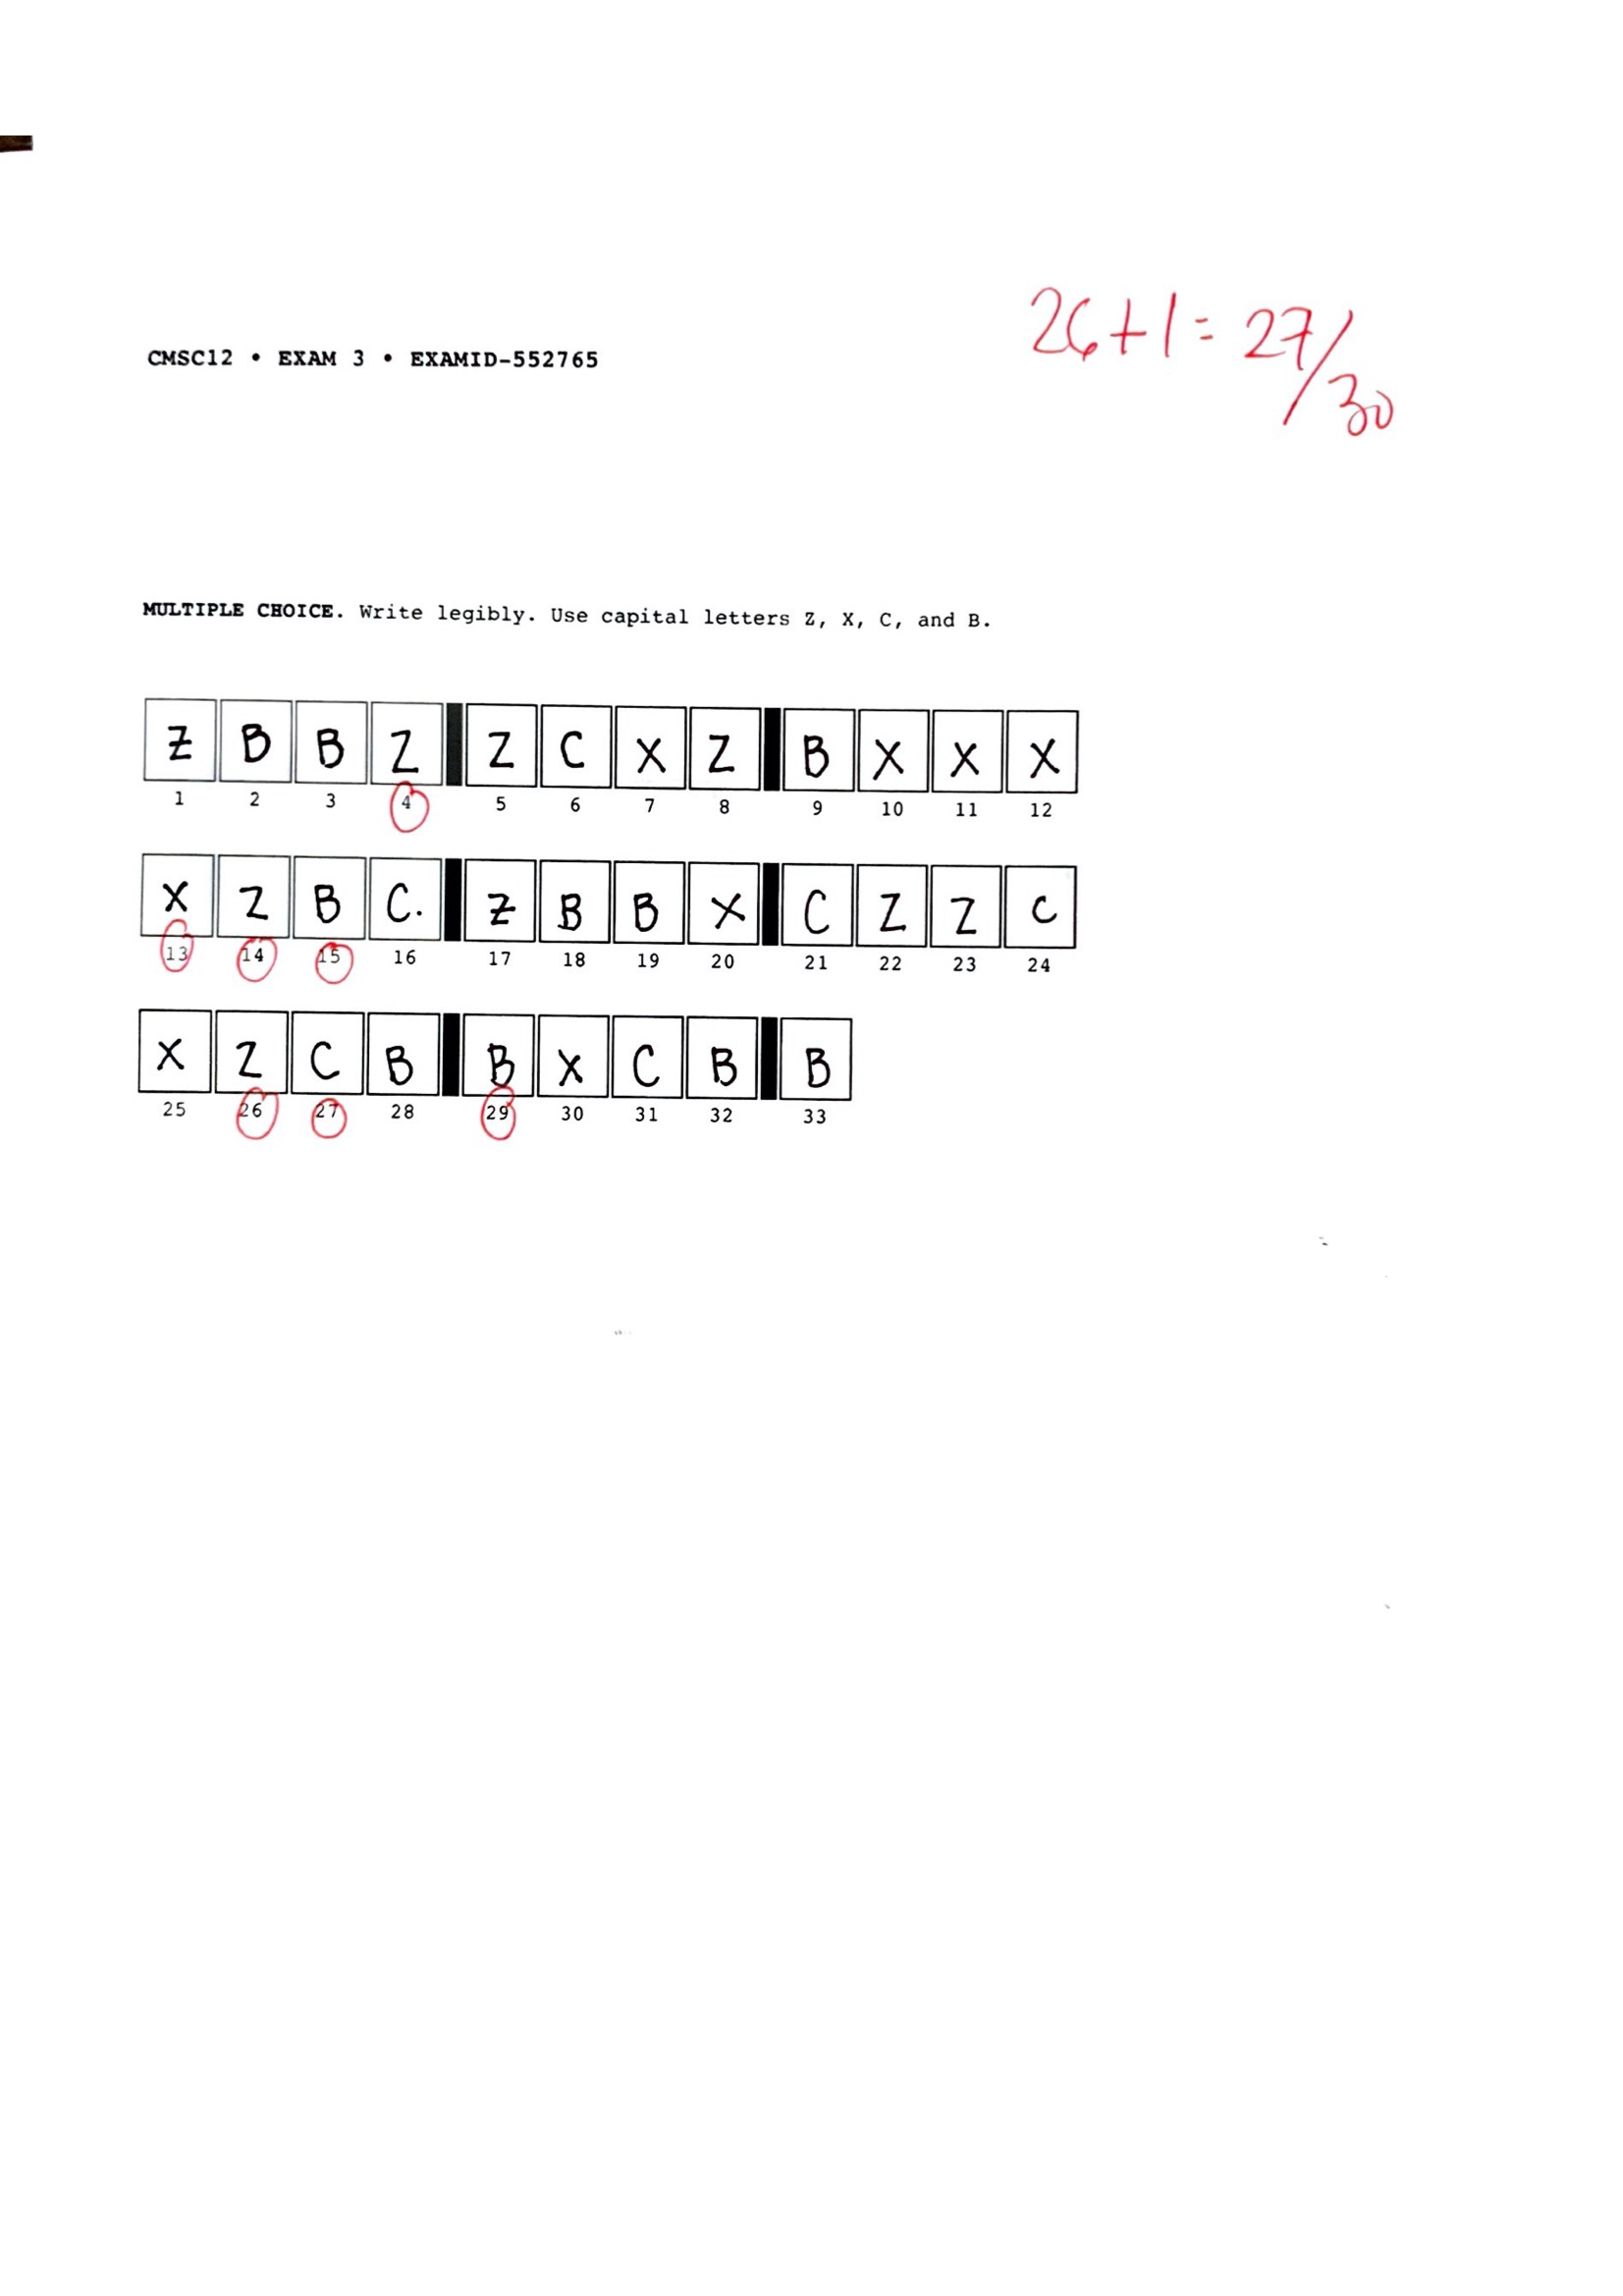 26+1=27/30
CMSC12 • EXAM 3 • EXAMID-552765
MULTIPLE CHOICE. Write legibly. Use capital letters Z, X, C, and B.
Z B B Z Z C X Z B X X X
1 2 3 4 5 6 7 8 9 10 11 12
X Z B C. Z B B X C Z Z C
13 14 15 16 17 18 19 20 21 22 23 24
X Z C B B X C B B
25 26 27 28 29 30 31 32 33